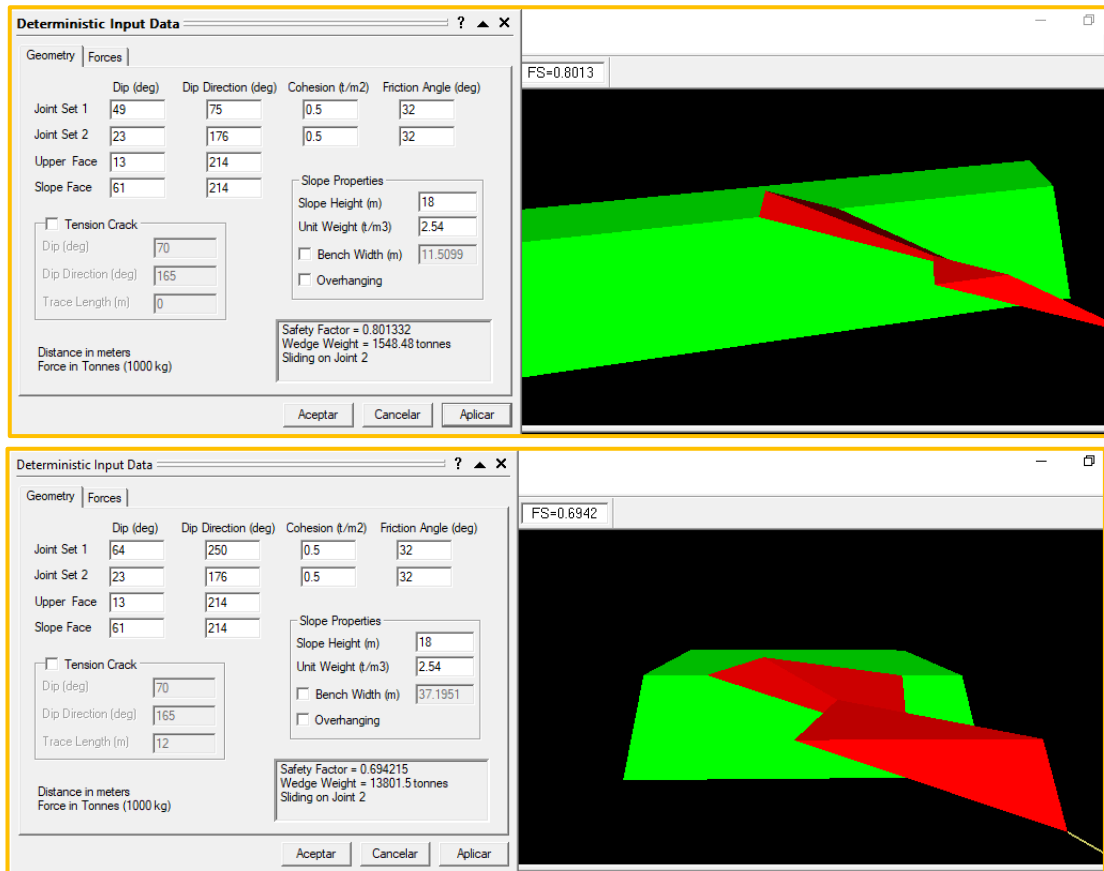 Deterministic Input Data ? 
Geometry Forces
FS=0.8013
Dip (deg) Dip Direction (deg) Cohesion (t/m2) Friction Angle (deg)
Joint Set 1 49 75 0.5 32
Joint Set 2 23 176 0.5 32
Upper Face 13 214
Slope Face 61 214
Slope Properties
Slope Height (m) 18
Unit Weight (t/m3) 2.54
Bench Width (m) 11.5099
Overhanging
Tension Crack
Dip (deg) 70
Dip Direction (deg) 165
Trace Length (m) 0
Safety Factor = 0.801332
Wedge Weight = 1548.48 tonnes
Sliding on Joint 2
Distance in meters
Force in Tonnes (1000 kg)
Aceptar Cancelar Aplicar
Deterministic Input Data ?
Geometry Forces
FS=0.6942
Dip (deg) Dip Direction (deg) Cohesion (t/m2) Friction Angle (deg)
Joint Set 1 64 250 0.5 32
Joint Set 2 23 176 0.5 32
Upper Face 13 214
Slope Face 61 214
Slope Properties
Slope Height (m) 18
Unit Weight (t/m3) 2.54
Bench Width (m) 37.1951
Overhanging
Tension Crack
Dip (deg) 70
Dip Direction (deg) 165
Trace Length (m) 12
Safety Factor = 0.694215
Wedge Weight = 13801.5 tonnes
Sliding on Joint 2
Distance in meters
Force in Tonnes (1000 kg)
Aceptar Cancelar Aplicar